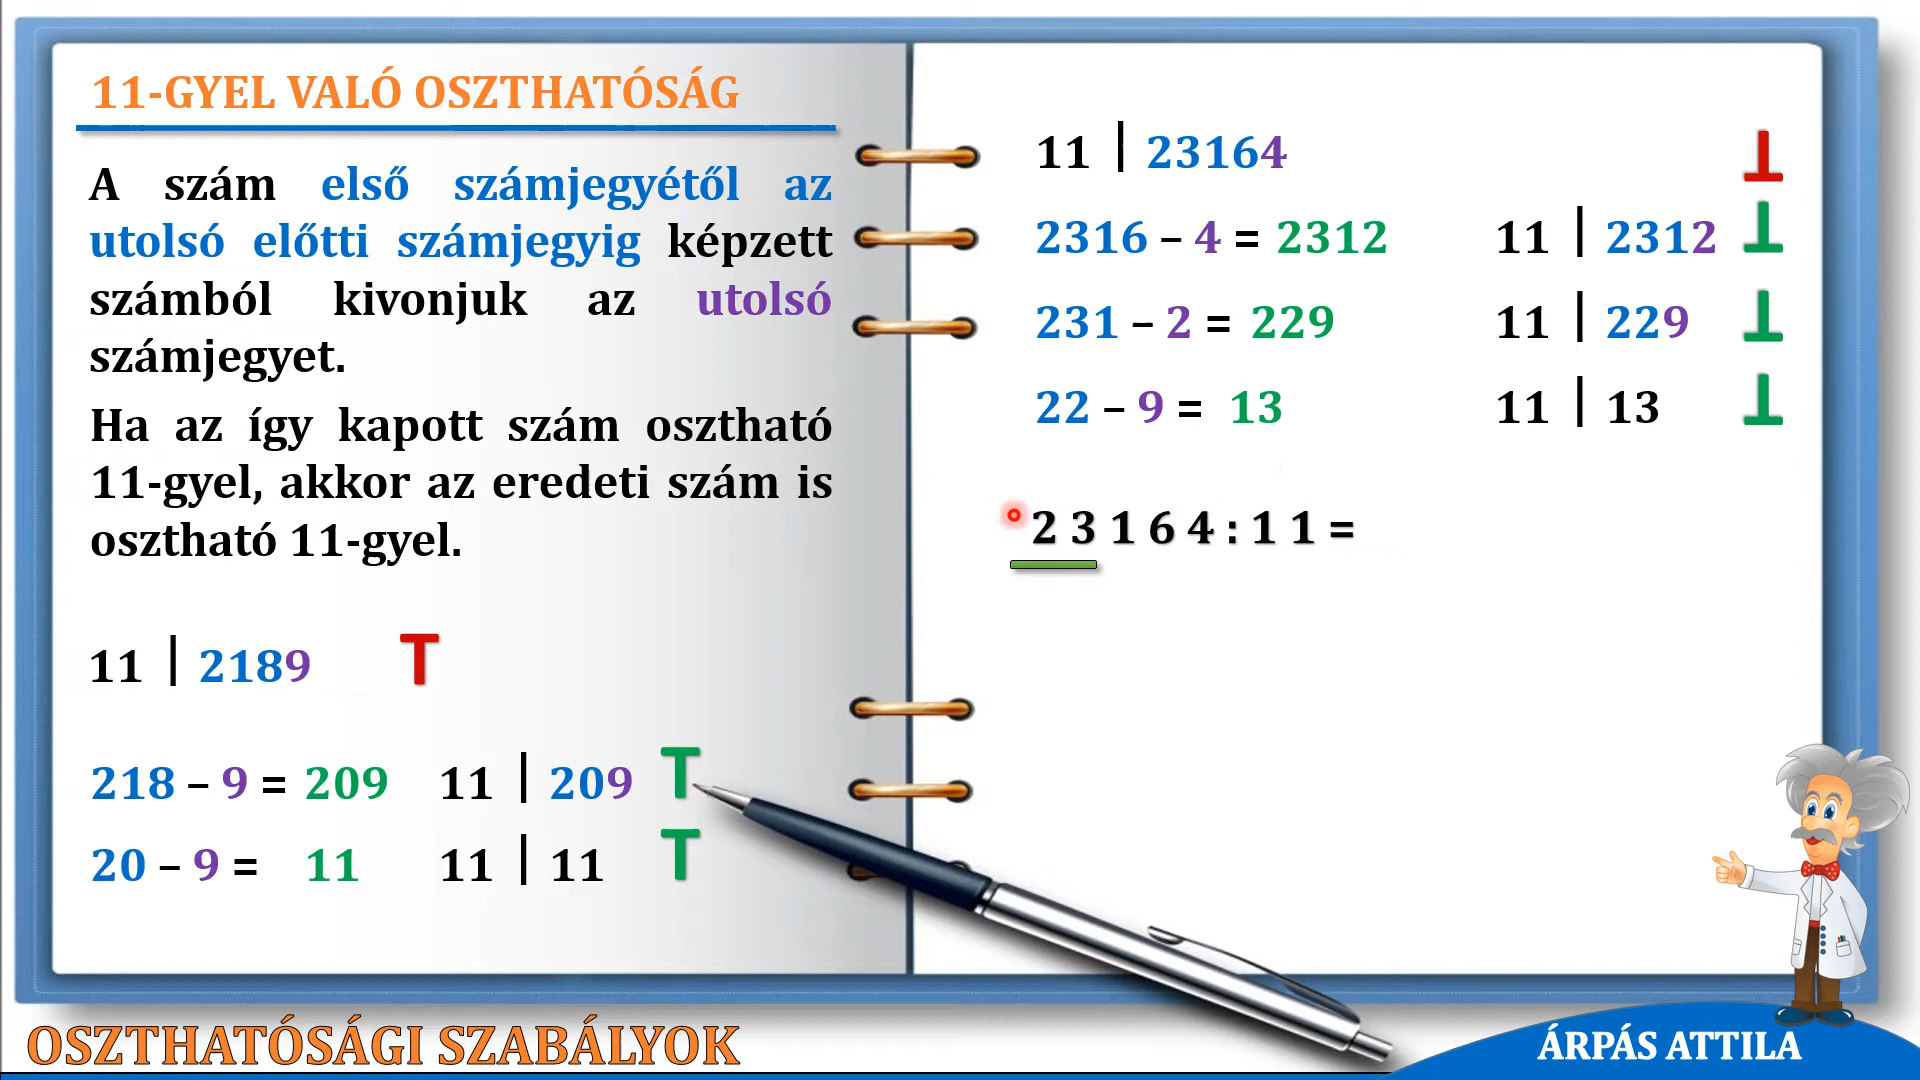 11-GYEL VALÓ OSZTHATÓSÁG
A szám első számjegyétől az
utolsó előtti számjegyig képzett
számból kivonjuk az utolsó
számjegyet.
Ha az így kapott szám osztható
11-gyel, akkor az eredeti szám is
osztható 11-gyel.
11 | 2189 T
218 – 9 = 209 11 | 209 T
20 – 9 = 11 11 | 11 T
11 | 23164 ⊥
2316 – 4 = 2312 11 | 2312 ⊥
231 – 2 = 229 11 | 229 ⊥
22 – 9 = 13 11 | 13 ⊥
2 3 1 6 4 : 1 1 =
OSZTHATÓSÁGI SZABÁLYOK
ÁRPÁS ATTILA